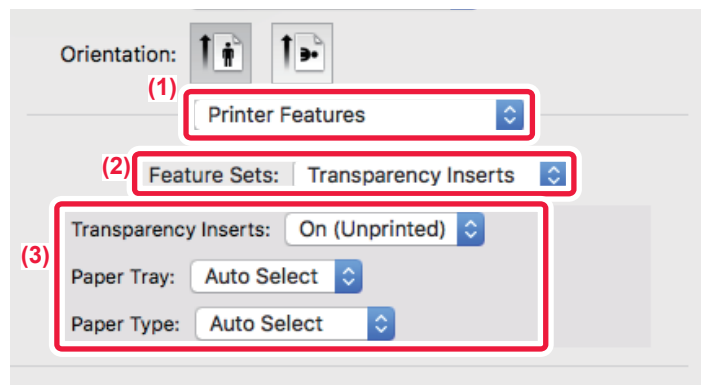 Orientation:
(1)
Printer Features
(2)
Feature Sets: Transparency Inserts
(3)
Transparency Inserts: On (Unprinted)
Paper Tray: Auto Select
Paper Type: Auto Select